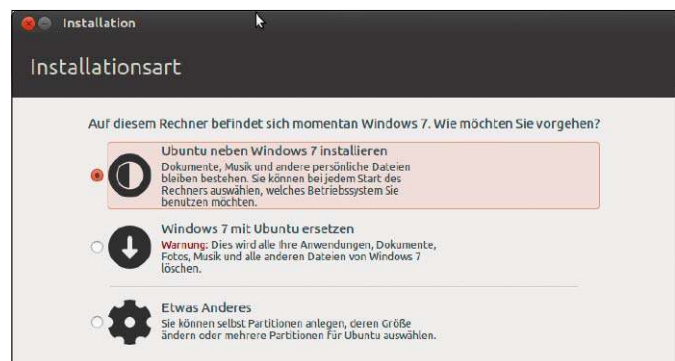 Installation
Installationsart
Auf diesem Rechner befindet sich momentan Windows 7. Wie möchten Sie vorgehen?
Ubuntu neben Windows 7 installieren
Dokumente, Musik und andere persönliche Dateien
bleiben bestehen. Sie können bei jedem Start des
Rechners auswählen, welches Betriebssystem Sie
benutzen möchten.
Windows 7 mit Ubuntu ersetzen
Warnung: Dies wird alle Ihre Anwendungen, Dokumente,
Fotos, Musik und alle anderen Dateien von Windows 7
löschen.
Etwas Anderes
Sie können selbst Partitionen anlegen, deren Größe
ändern oder mehrere Partitionen für Ubuntu auswählen.